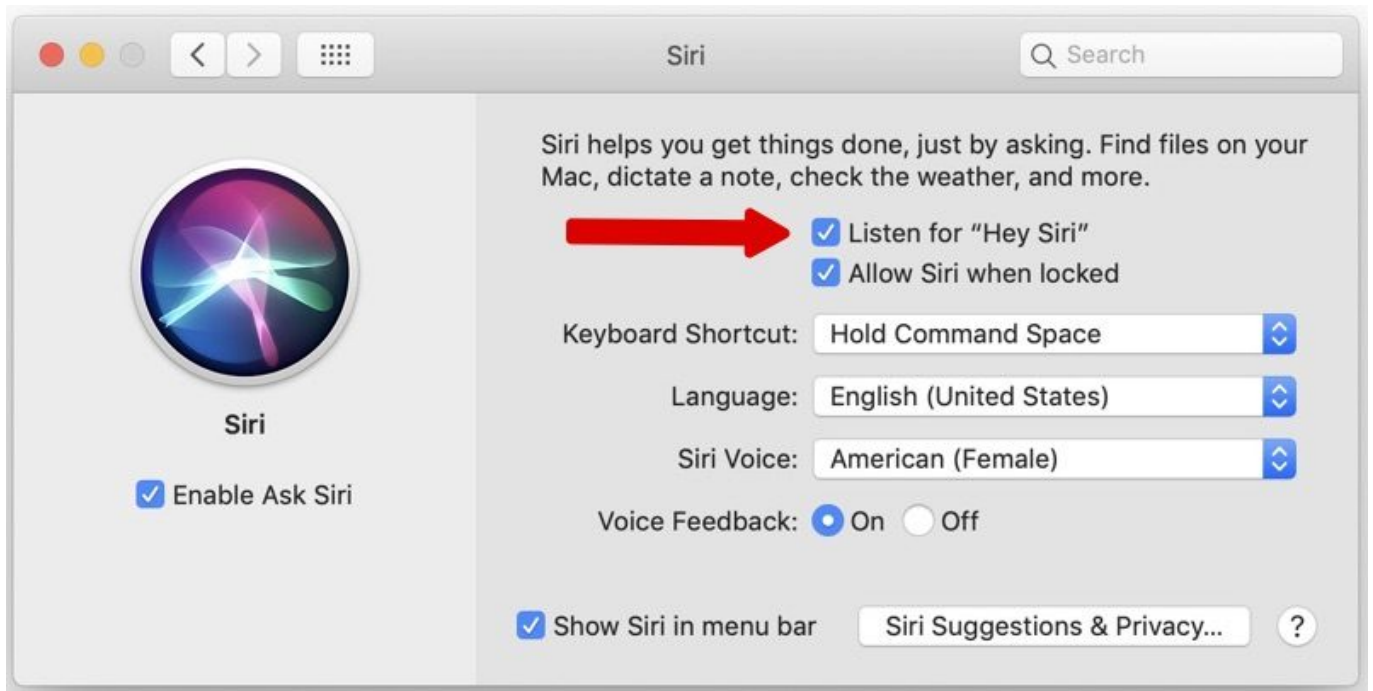 Siri
Search
Siri helps you get things done, just by asking. Find files on your
Mac, dictate a note, check the weather, and more.
Listen for “Hey Siri”
Allow Siri when locked
Keyboard Shortcut: Hold Command Space
Language: English (United States)
Siri Voice: American (Female)
Voice Feedback: On Off
Siri
Enable Ask Siri
Show Siri in menu bar Siri Suggestions & Privacy... ?